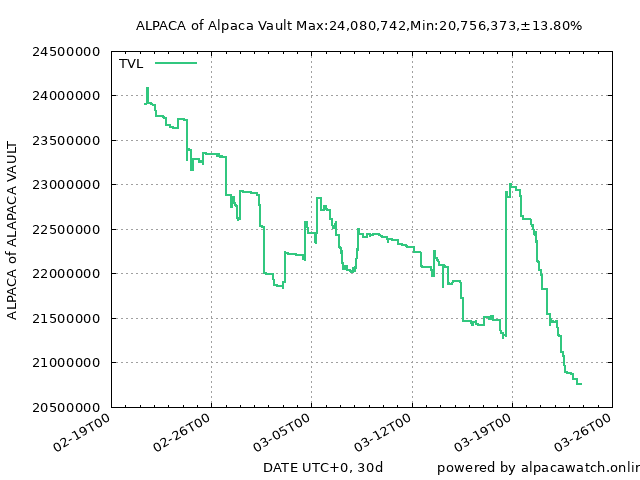 ALPACA of Alpaca Vault Max:24,080,742,Min:20,756,373,±13.80%
TVL
24500000
24000000
23500000
23000000
22500000
22000000
21500000
21000000
20500000
ALPACA of ALAPACA VAULT
02-19T00
02-26T00
03-05T00
03-12T00
03-19T00
03-26T00
DATE UTC+0, 30d
powered by alpacawatch.onlin